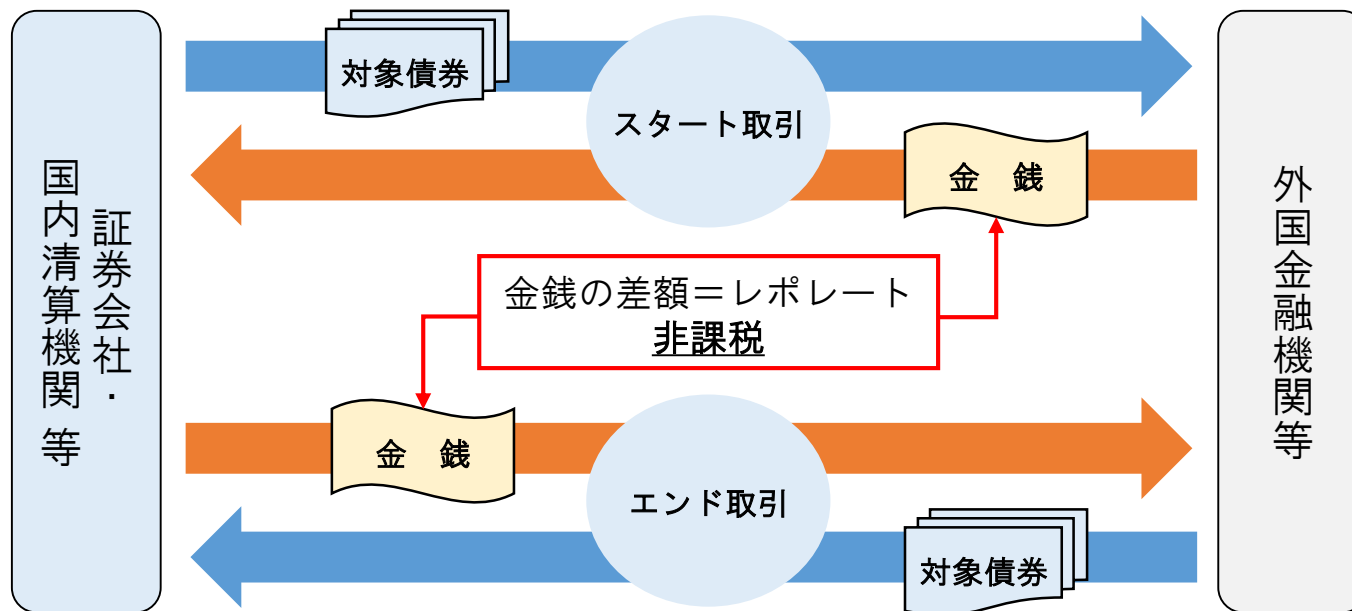 証券会社・
国内清算機関 等
対象債券
スタート取引
金　銭
外国金融機関等
金銭の差額＝レポレート
非課税
金　銭
エンド取引
対象債券